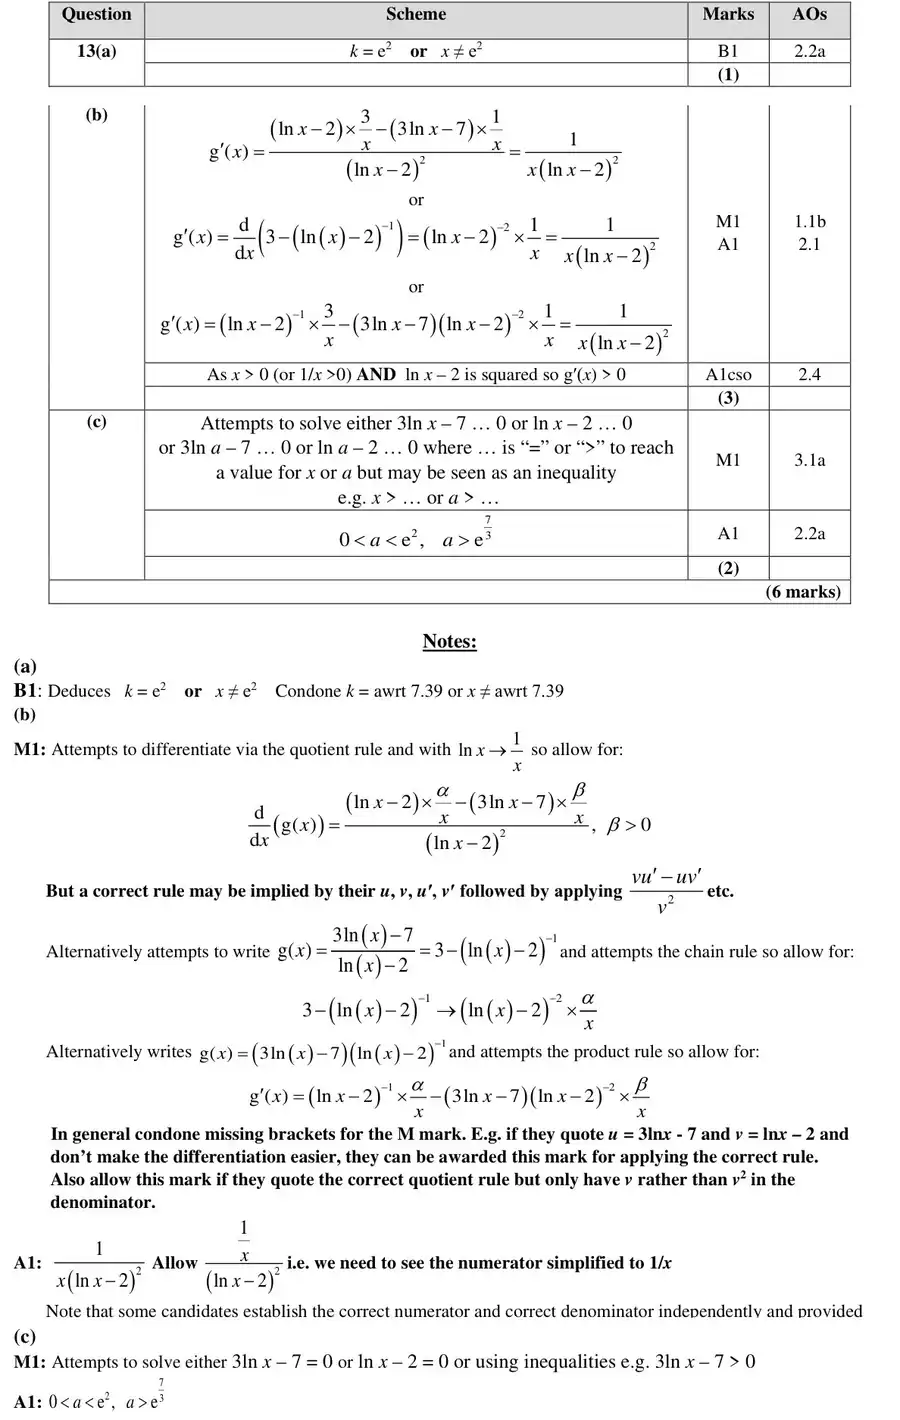 Question Scheme Marks AOs
13(a) k = e² or x ≠ e² B1 2.2a
(1)
(b) g′(x) = ((ln x − 2) × 3/x − (3 ln x − 7) × 1/x) / (ln x − 2)² = 1 / (x(ln x − 2)²)
or
g′(x) = d/dx (3 − (ln(x) − 2)⁻¹) = (ln x − 2)⁻² × 1/x = 1 / (x(ln x − 2)²) M1 A1 1.1b 2.1
or
g′(x) = (ln x − 2)⁻¹ × 3/x − (3 ln x − 7)(ln x − 2)⁻² × 1/x = 1 / (x(ln x − 2)²)
As x > 0 (or 1/x >0) AND ln x – 2 is squared so g′(x) > 0 A1cso 2.4
(3)
(c) Attempts to solve either 3ln x – 7 … 0 or ln x – 2 … 0
or 3ln a – 7 … 0 or ln a – 2 … 0 where … is “=” or “>” to reach
a value for x or a but may be seen as an inequality M1 3.1a
e.g. x > … or a > …
0 < a < e², a > e^(7/3) A1 2.2a
(2)
(6 marks)
Notes:
(a)
B1: Deduces k = e² or x ≠ e² Condone k = awrt 7.39 or x ≠ awrt 7.39
(b)
M1: Attempts to differentiate via the quotient rule and with ln x → 1/x so allow for:
d/dx (g(x)) = ((ln x − 2) × α/x − (3 ln x − 7) × β/x) / (ln x − 2)², β > 0
But a correct rule may be implied by their u, v, u′, v′ followed by applying (vu′ − uv′)/v² etc.
Alternatively attempts to write g(x) = (3 ln(x) − 7)/(ln(x) − 2) = 3 − (ln(x) − 2)⁻¹ and attempts the chain rule so allow for:
3 − (ln(x) − 2)⁻¹ → (ln(x) − 2)⁻² × α/x
Alternatively writes g(x) = (3 ln(x) − 7)(ln(x) − 2)⁻¹ and attempts the product rule so allow for:
g′(x) = (ln x − 2)⁻¹ × α/x − (3 ln x − 7)(ln x − 2)⁻² × β/x
In general condone missing brackets for the M mark. E.g. if they quote u = 3lnx - 7 and v = lnx – 2 and
don’t make the differentiation easier, they can be awarded this mark for applying the correct rule.
Also allow this mark if they quote the correct quotient rule but only have v rather than v² in the
denominator.
A1: 1 / (x(ln x − 2)²) Allow (1/x) / (ln x − 2)² i.e. we need to see the numerator simplified to 1/x
Note that some candidates establish the correct numerator and correct denominator independently and provided
(c)
M1: Attempts to solve either 3ln x – 7 = 0 or ln x – 2 = 0 or using inequalities e.g. 3ln x – 7 > 0
A1: 0 < a < e², a > e^(7/3)